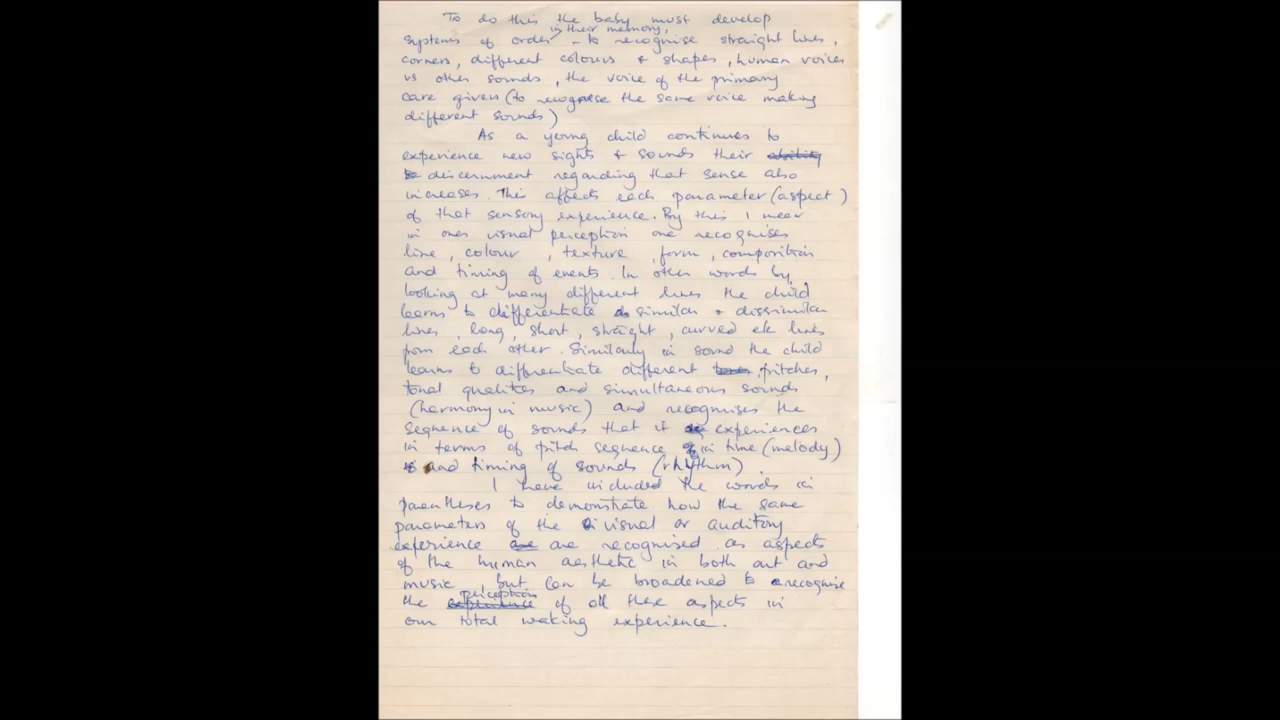 To do this the baby must develop
in their memory,
systems of order - to recognise straight lines,
corners, different colours + shapes, human voices
vs other sounds, the voice of the primary
care given (to recognise the same voice making
different sounds)
As a young child continues to
experience new sights + sounds their ability
to discernment regarding that sense also
increases. This affects each parameter (aspect)
of that sensory experience. By this I mean
in ones visual perception one recognises
line, colour, texture, form, composition
and timing of events. In other words by
looking at many different lines the child
learns to differentiate similar + dissimilar
lines, long, short, straight, curved etc lines
from each other. Similarly in sound the child
learns to differentiate different pitches,
tonal qualities and simultaneous sounds
(harmony in music) and recognises the
sequence of sounds that it experiences
in terms of pitch sequence in time (melody)
and timing of sounds (rhythm).
I have included the words in
parentheses to demonstrate how the same
parameters of the visual or auditory
experience are are recognised as aspects
of the human aesthetic in both art and
music, but can be broadened to recognise
perception
the experience of all these aspects in
our total waking experience.